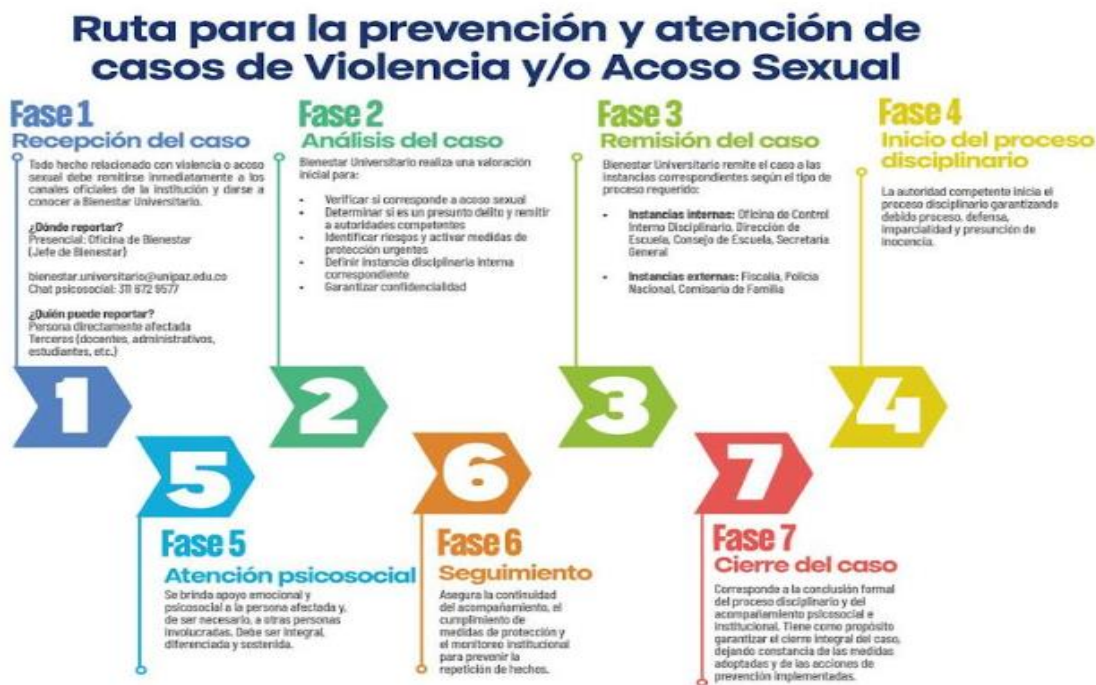 Ruta para la prevención y atención de
casos de Violencia y/o Acoso Sexual
Fase 1
Recepción del caso
Todo hecho relacionado con violencia o acoso
sexual debe remitirse inmediatamente a los
canales oficiales de la institución y darse a
conocer a Bienestar Universitario.
¿Dónde reportar?
Presencial: Oficina de Bienestar
(Jefe de Bienestar)
bienestar.universitario@unipaz.edu.co
Chat psicosocial: 311 872 9577
¿Quién puede reportar?
Persona directamente afectada
Terceros (docentes, administrativos,
estudiantes, etc.)
1
Fase 2
Análisis del caso
Bienestar Universitario realiza una valoración
inicial para:
- Verificar si corresponde a acoso sexual
- Determinar si es un presunto delito y remitir
a autoridades competentes
- Identificar riesgos y activar medidas de
protección urgentes
- Definir instancia disciplinaria interna
correspondiente
- Garantizar confidencialidad
2
Fase 3
Remisión del caso
Bienestar Universitario remite el caso a las
instancias correspondientes según el tipo de
proceso requerido:
- Instancias internas: Oficina de Control
Interno Disciplinario, Dirección de
Escuela, Consejo de Escuela, Secretaría
General
- Instancias externas: Fiscalía, Policía
Nacional, Comisaría de Familia
3
Fase 4
Inicio del proceso
disciplinario
La autoridad competente inicia el
proceso disciplinario garantizando
debido proceso, defensa,
imparcialidad y presunción de
inocencia.
4
5
Fase 5
Atención psicosocial
Se brinda apoyo emocional y
psicosocial a la persona afectada y,
de ser necesario, a otras personas
involucradas. Debe ser integral,
diferenciada y sostenida.
6
Fase 6
Seguimiento
Asegura la continuidad
del acompañamiento, el
cumplimiento de
medidas de protección y
el monitoreo institucional
para prevenir la
repetición de hechos.
7
Fase 7
Cierre del caso
Corresponde a la conclusión formal
del proceso disciplinario y del
acompañamiento psicosocial e
institucional. Tiene como propósito
garantizar el cierre integral del caso,
dejando constancia de las medidas
adoptadas y de las acciones de
prevención implementadas.